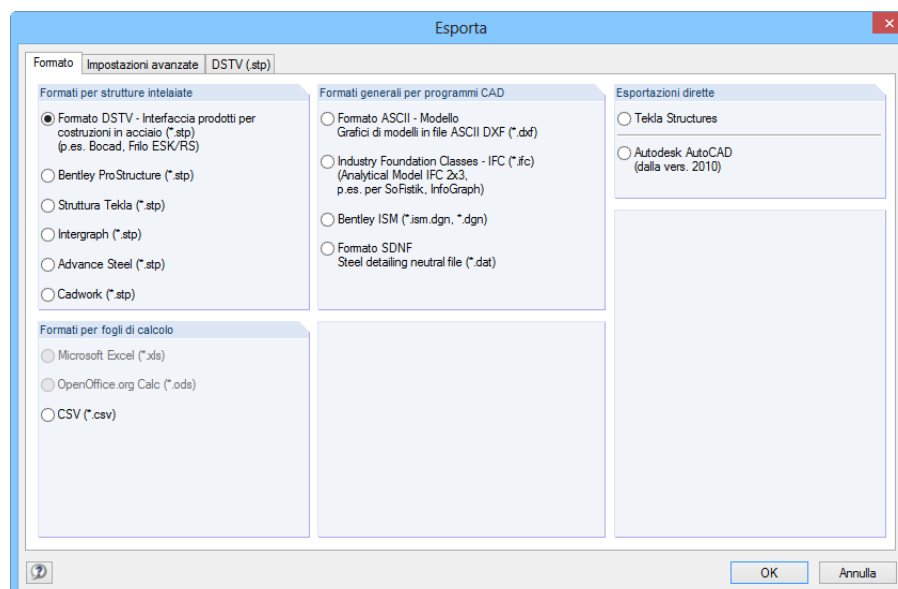 Esporta
Formato
Impostazioni avanzate
DSTV (.stp)
Formati per strutture intelaiate
Formato DSTV - Interfaccia prodotti per
costruzioni in acciaio (*.stp)
(p.es. Bocad, Frilo ESK/RS)
Bentley ProStructure (*.stp)
Struttura Tekla (*.stp)
Intergraph (*.stp)
Advance Steel (*.stp)
Cadwork (*.stp)
Formati per fogli di calcolo
Microsoft Excel (*.xls)
OpenOffice.org Calc (*.ods)
CSV (*.csv)
Formati generali per programmi CAD
Formato ASCII - Modello
Grafici di modelli in file ASCII DXF (*.dxf)
Industry Foundation Classes - IFC (*.ifc)
(Analytical Model IFC 2x3,
p.es. per SoFistik, InfoGraph)
Bentley ISM (*.ism.dgn, *.dgn)
Formato SDNF
Steel detailing neutral file (*.dat)
Esportazioni dirette
Tekla Structures
Autodesk AutoCAD
(dalla vers. 2010)
OK
Annulla